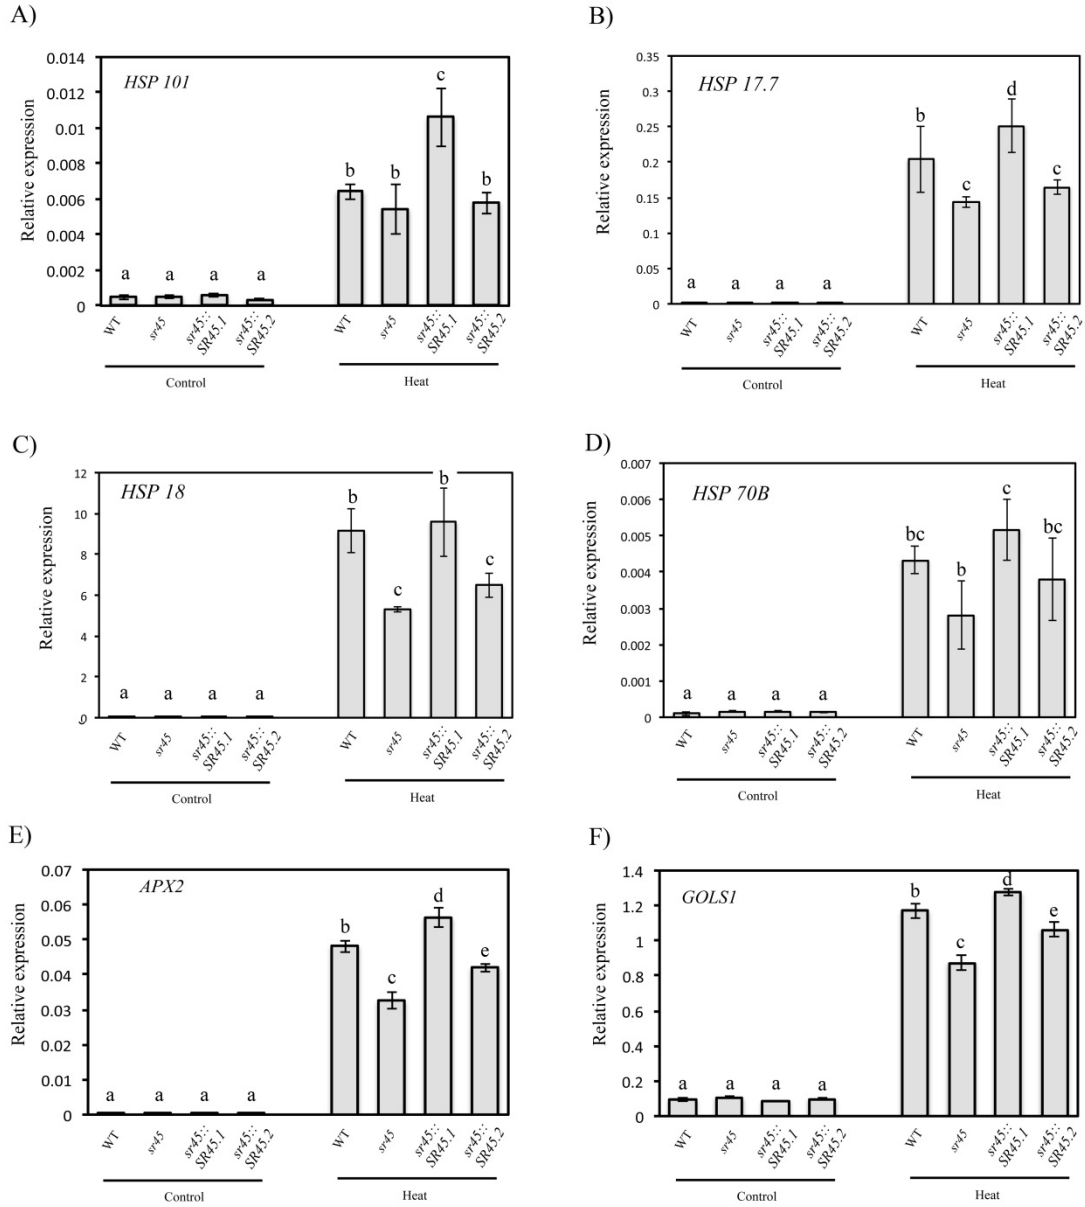 A)
HSP 101
Relative expression
0.014
0.012
0.01
0.008
0.006
0.004
0.002
0
a a a a b b c b
WT sr45 sr45::SR45.1 sr45::SR45.2 WT sr45 sr45::SR45.1 sr45::SR45.2
Control Heat
B)
HSP 17.7
Relative expression
0.35
0.3
0.25
0.2
0.15
0.1
0.05
0
a a a a b c d c
WT sr45 sr45::SR45.1 sr45::SR45.2 WT sr45 sr45::SR45.1 sr45::SR45.2
Control Heat
C)
HSP 18
Relative expression
12
10
8
6
4
2
0
a a a a b c b c
WT sr45 sr45::SR45.1 sr45::SR45.2 WT sr45 sr45::SR45.1 sr45::SR45.2
Control Heat
D)
HSP 70B
Relative expression
0.007
0.006
0.005
0.004
0.003
0.002
0.001
0
a a a a bc b c bc
WT sr45 sr45::SR45.1 sr45::SR45.2 WT sr45 sr45::SR45.1 sr45::SR45.2
Control Heat
E)
APX2
Relative expression
0.07
0.06
0.05
0.04
0.03
0.02
0.01
0
a a a a b c d e
WT sr45 sr45::SR45.1 sr45::SR45.2 WT sr45 sr45::SR45.1 sr45::SR45.2
Control Heat
F)
GOLS1
Relative expression
1.4
1.2
1
0.8
0.6
0.4
0.2
0
a a a a b c d e
WT sr45 sr45::SR45.1 sr45::SR45.2 WT sr45 sr45::SR45.1 sr45::SR45.2
Control Heat